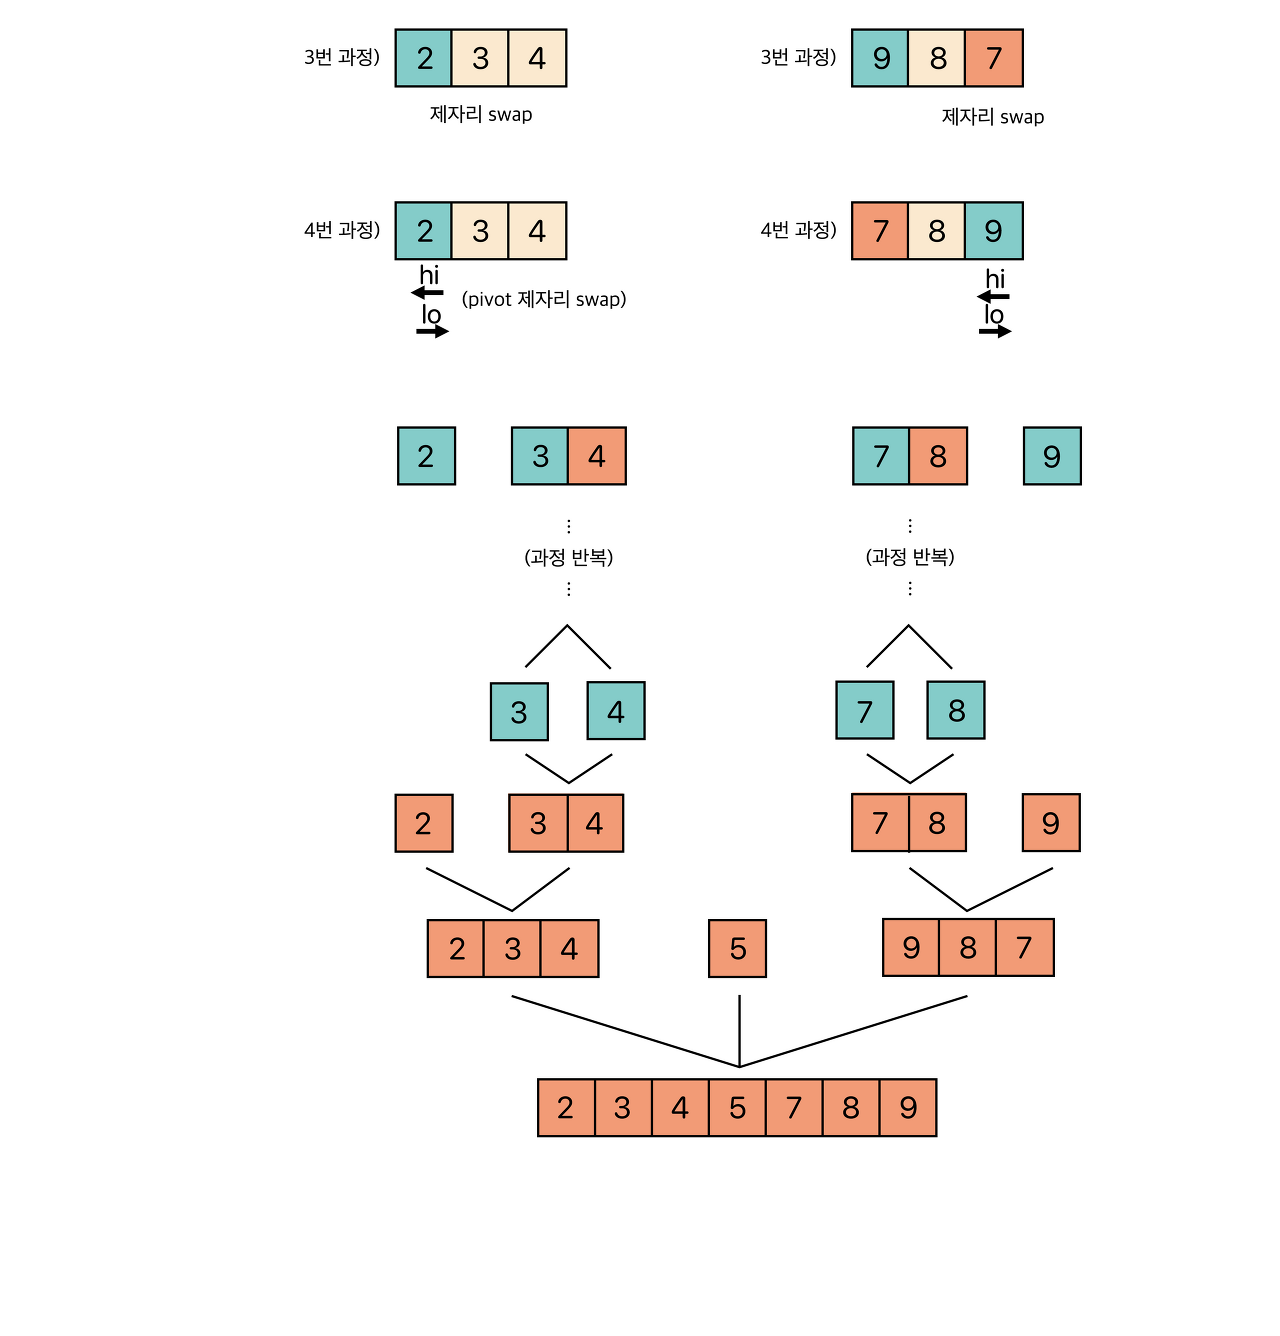 3번 과정) 2 3 4 3번 과정) 9 8 7
제자리 swap 제자리 swap
4번 과정) 2 3 4 4번 과정) 7 8 9
hi hi
(pivot 제자리 swap)
lo lo
2 3 4 7 8 9
⋮ ⋮
(과정 반복) (과정 반복)
⋮ ⋮
3 4 7 8
2 3 4 7 8 9
2 3 4 5 9 8 7
2 3 4 5 7 8 9